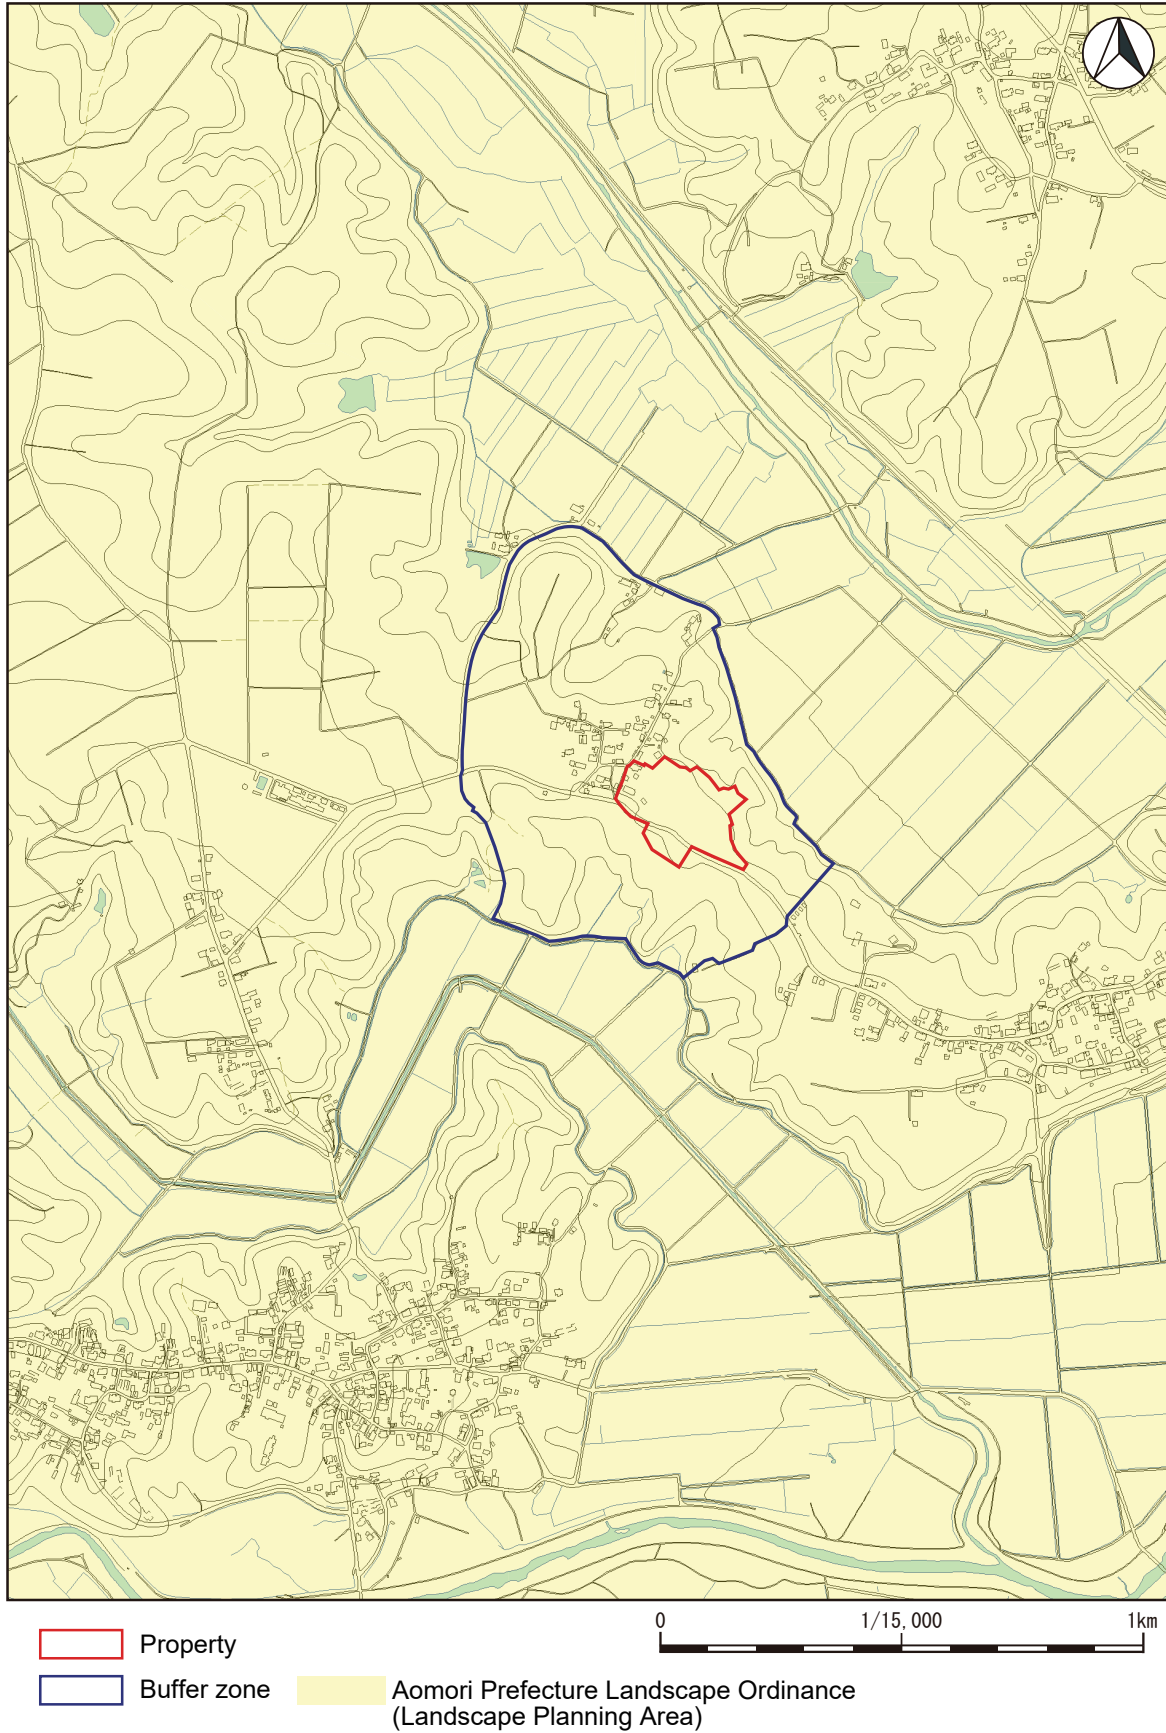 0 1/15,000 1km
Property
Buffer zone
Aomori Prefecture Landscape Ordinance
(Landscape Planning Area)